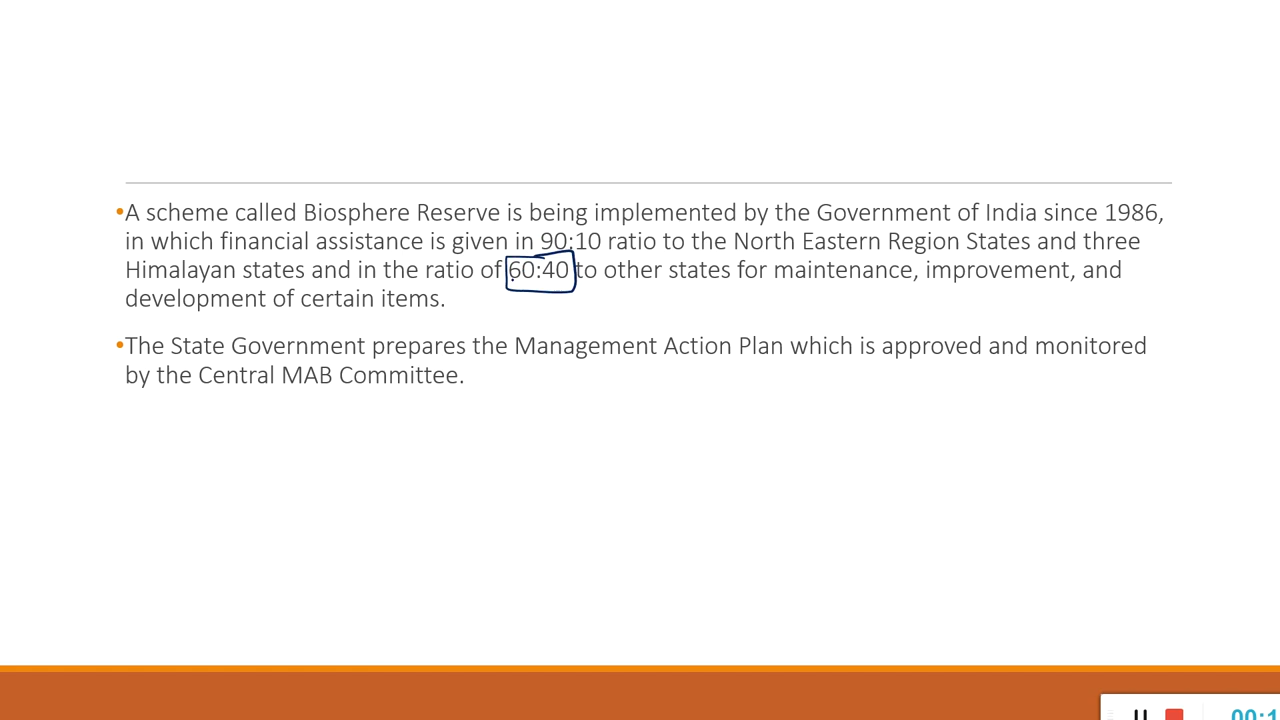 •A scheme called Biosphere Reserve is being implemented by the Government of India since 1986,
in which financial assistance is given in 90:10 ratio to the North Eastern Region States and three
Himalayan states and in the ratio of 60:40 to other states for maintenance, improvement, and
development of certain items.
•The State Government prepares the Management Action Plan which is approved and monitored
by the Central MAB Committee.